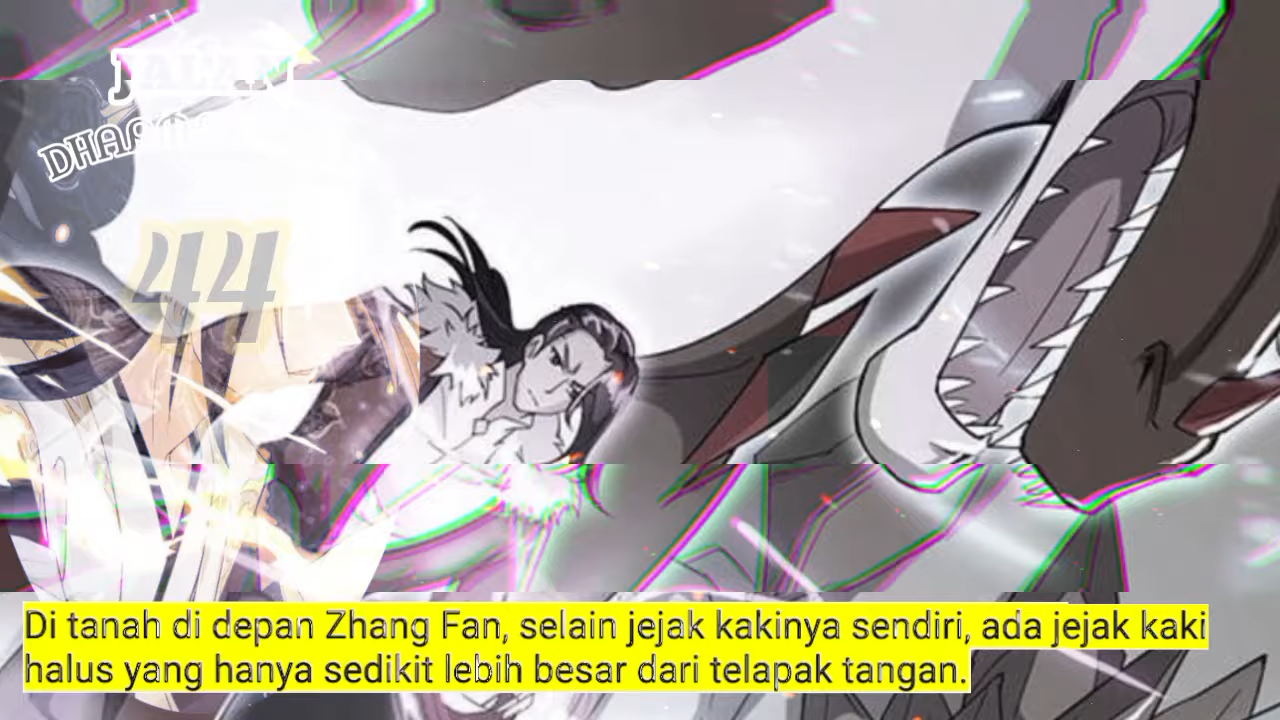 JALAN
44
Di tanah di depan Zhang Fan, selain jejak kakinya sendiri, ada jejak kaki
halus yang hanya sedikit lebih besar dari telapak tangan.